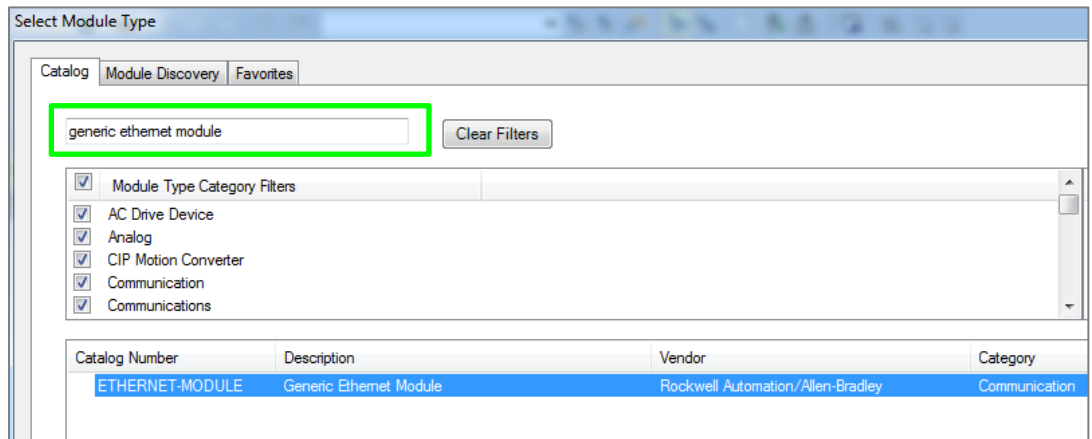 Select Module Type
Catalog Module Discovery Favorites
generic ethernet module Clear Filters
Module Type Category Filters
AC Drive Device
Analog
CIP Motion Converter
Communication
Communications
Catalog Number Description Vendor Category
ETHERNET-MODULE Generic Ethernet Module Rockwell Automation/Allen-Bradley Communication